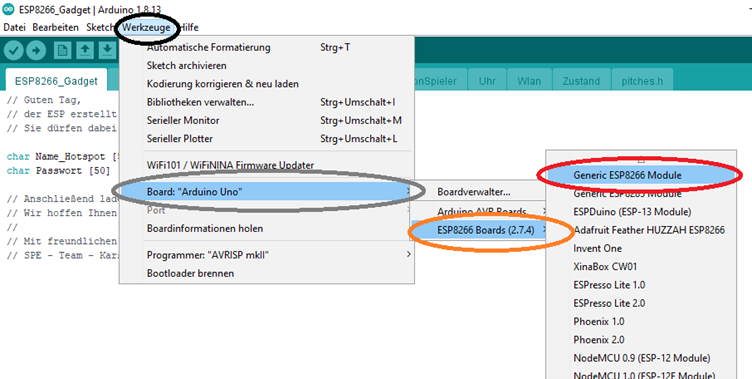 ESP8266_Gadget | Arduino 1.8.13
Datei Bearbeiten Sketch Werkzeuge Hilfe
ESP8266_Gadget
Uhr
Wlan
Zustand
pitches.h
// Guten Tag,
// der ESP erstellt
// Sie dürfen dabei
char Name_Hotspot
char Passwort [50]
// Anschließend
// Wir hoffen Ihnen
//
// Mit freundlichen
// SPE - Team -
Automatische Formatierung Strg+T
Sketch archivieren
Kodierung korrigieren & neu laden
Bibliotheken verwalten... Strg+Umschalt+I
Serieller Monitor Strg+Umschalt+M
Serieller Plotter Strg+Umschalt+L
WiFi101 / WiFiNINA Firmware Updater
Board: "Arduino Uno"
Port
Boardinformationen holen
Programmer: "AVRISP mkII"
Bootloader brennen
Boardverwalter...
Arduino AVR Boards
ESP8266 Boards (2.7.4)
Generic ESP8266 Module
Generic ESP8285 Module
ESPDuino (ESP-13 Module)
Adafruit Feather HUZZAH ESP8266
Invent One
XinaBox CW01
ESPresso Lite 1.0
ESPresso Lite 2.0
Phoenix 1.0
Phoenix 2.0
NodeMCU 0.9 (ESP-12 Module)
NodeMCU 1.0 (ESP-12E Module)